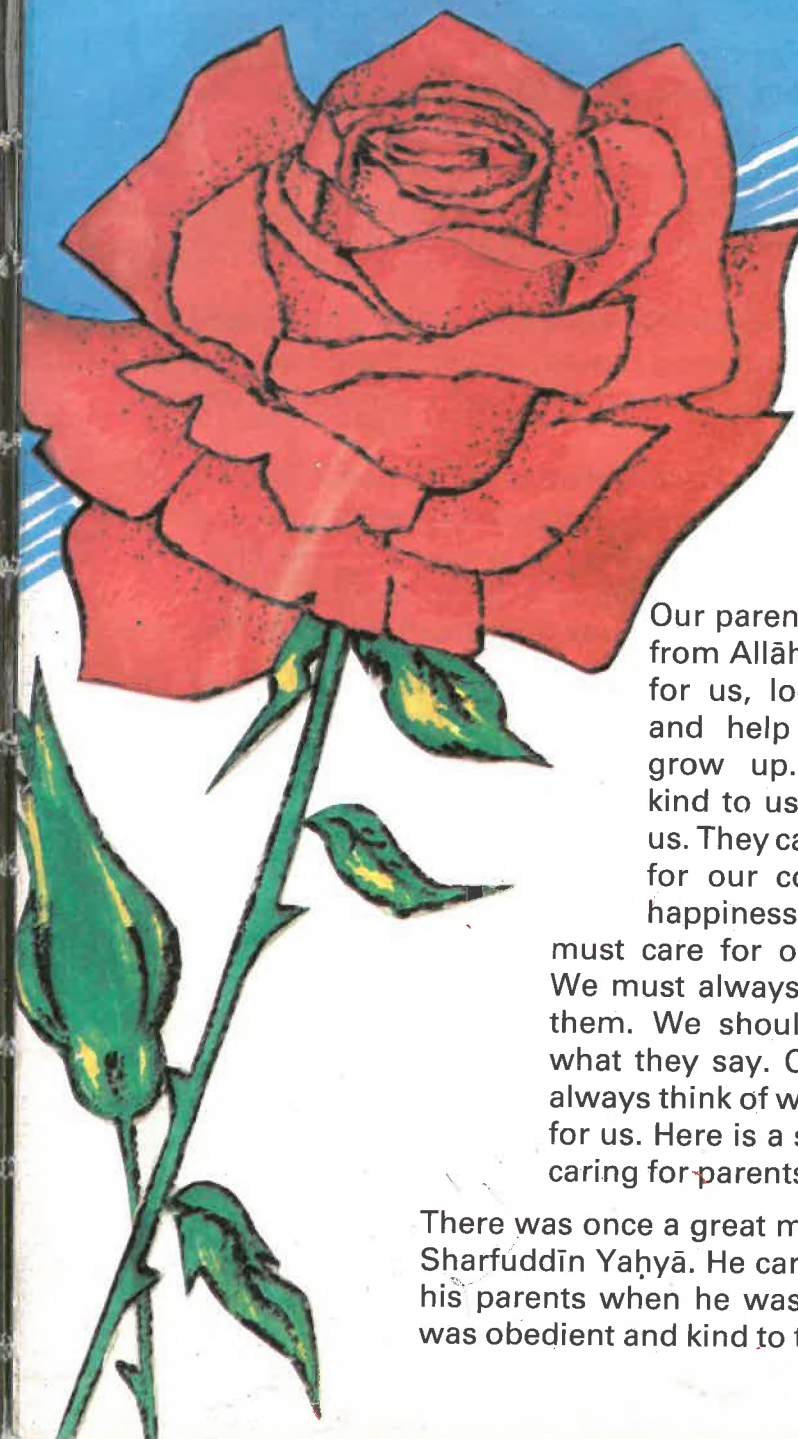 Our paren
from Allāh
for us, lo
and help
grow up.
kind to us
us. They ca
for our co
happiness
must care for o
We must always
them. We shoul
what they say. O
always think of w
for us. Here is a s
caring for parents
There was once a great m
Sharfuddīn Yaḥyā. He car
his parents when he was
was obedient and kind to t